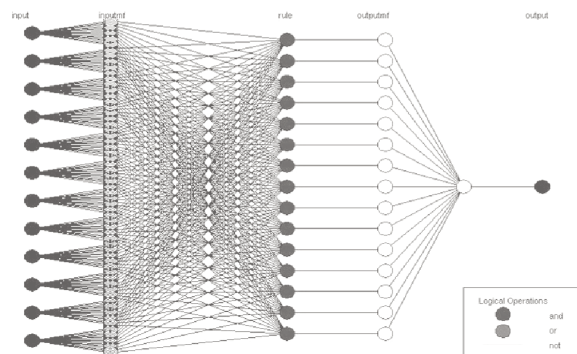 input
inputmf
rule
outputmf
output
Logical Operations
and
or
not